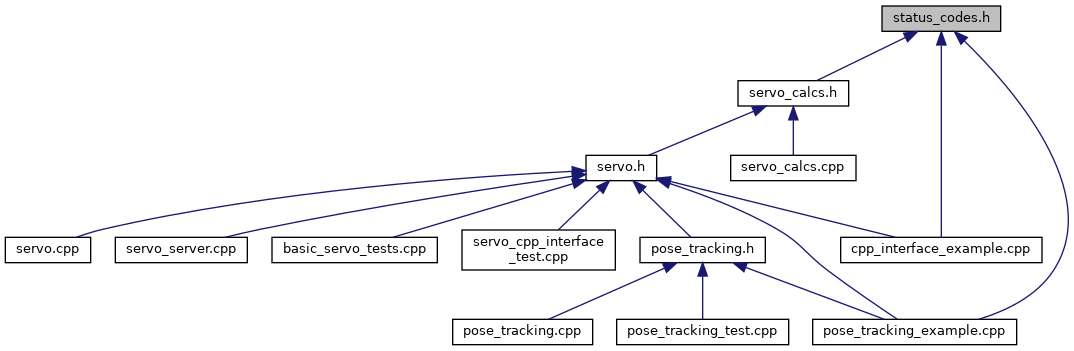 status_codes.h
servo_calcs.h
servo.h
servo_calcs.cpp
servo.cpp
servo_server.cpp
basic_servo_tests.cpp
servo_cpp_interface
_test.cpp
pose_tracking.h
cpp_interface_example.cpp
pose_tracking.cpp
pose_tracking_test.cpp
pose_tracking_example.cpp